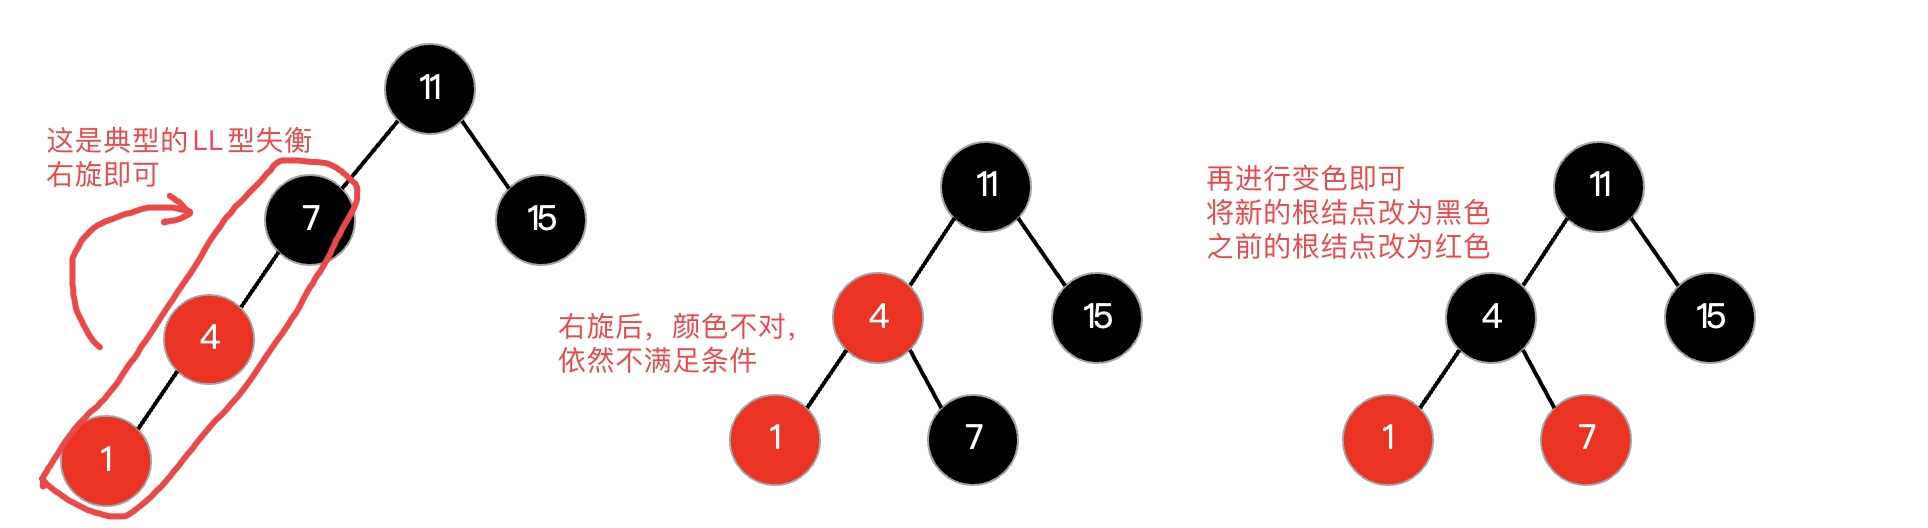 这是典型的LL型失衡
右旋即可
11
7
15
4
1
右旋后，颜色不对，
依然不满足条件
11
4
15
1
7
再进行变色即可
将新的根结点改为黑色
之前的根结点改为红色
11
4
15
1
7